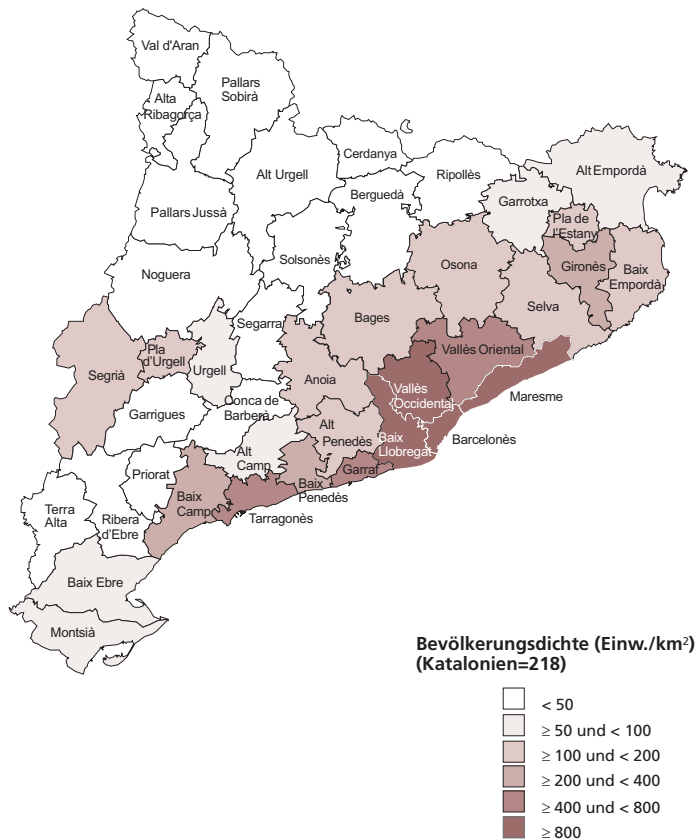 Val d'Aran
Pallars
Sobirà
Alta
Ribagorça
Cerdanya
Alt Urgell
Ripollès
Alt Empordà
Berguedà
Garrotxa
Pallars Jussà
Pla de
l'Estany
Solsonès
Osona
Gironès
Baix
Empordà
Noguera
Selva
Bages
Segarra
Vallès Oriental
Pla
d'Urgell
Urgell
Segrià
Anoia
Vallès
Occidental
Maresme
Conca de
Barberà
Garrigues
Alt
Penedès
Baix
Llobregat
Barcelonès
Alt
Camp
Garraf
Priorat
Baix
Penedès
Baix
Camp
Tarragonès
Terra
Alta
Ribera
d'Ebre
Baix Ebre
Montsià
Bevölkerungsdichte (Einw./km²)
(Katalonien=218)
< 50
≥ 50 und < 100
≥ 100 und < 200
≥ 200 und < 400
≥ 400 und < 800
≥ 800